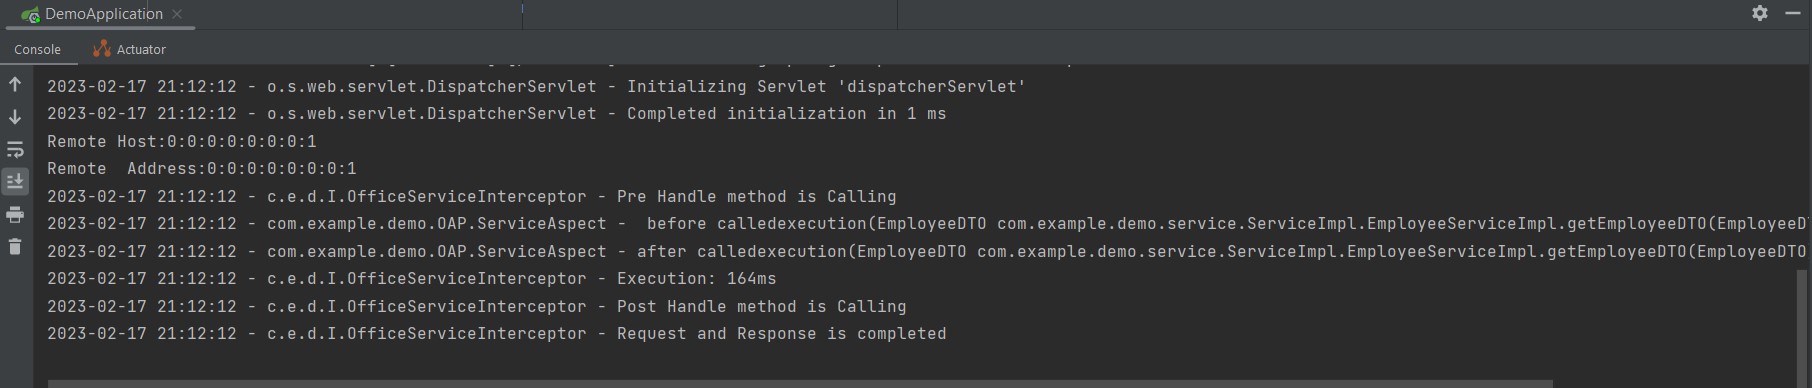 DemoApplication
Console Actuator
2023-02-17 21:12:12 - o.s.web.servlet.DispatcherServlet - Initializing Servlet 'dispatcherServlet'
2023-02-17 21:12:12 - o.s.web.servlet.DispatcherServlet - Completed initialization in 1 ms
Remote Host:0:0:0:0:0:0:0:1
Remote  Address:0:0:0:0:0:0:0:1
2023-02-17 21:12:12 - c.e.d.I.OfficeServiceInterceptor - Pre Handle method is Calling
2023-02-17 21:12:12 - com.example.demo.OAP.ServiceAspect -  before calledexecution(EmployeeDTO com.example.demo.service.ServiceImpl.EmployeeServiceImpl.getEmployeeDTO(EmployeeD
2023-02-17 21:12:12 - com.example.demo.OAP.ServiceAspect - after calledexecution(EmployeeDTO com.example.demo.service.ServiceImpl.EmployeeServiceImpl.getEmployeeDTO(EmployeeDTO
2023-02-17 21:12:12 - c.e.d.I.OfficeServiceInterceptor - Execution: 164ms
2023-02-17 21:12:12 - c.e.d.I.OfficeServiceInterceptor - Post Handle method is Calling
2023-02-17 21:12:12 - c.e.d.I.OfficeServiceInterceptor - Request and Response is completed